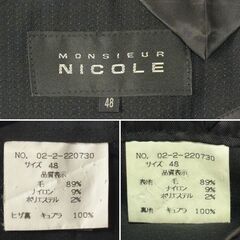 MONSIEUR
NICOLE
48
NO. 02-2-220730
サイズ 48
品質表示
毛 89%
ナイロン 9%
ポリエステル 2%
ヒザ裏 キュプラ 100%
NO. 02-2-220730
サイズ 48
品質表示
表地 毛 89%
ナイロン 9%
ポリエステル 2%
裏地 キュプラ 100%